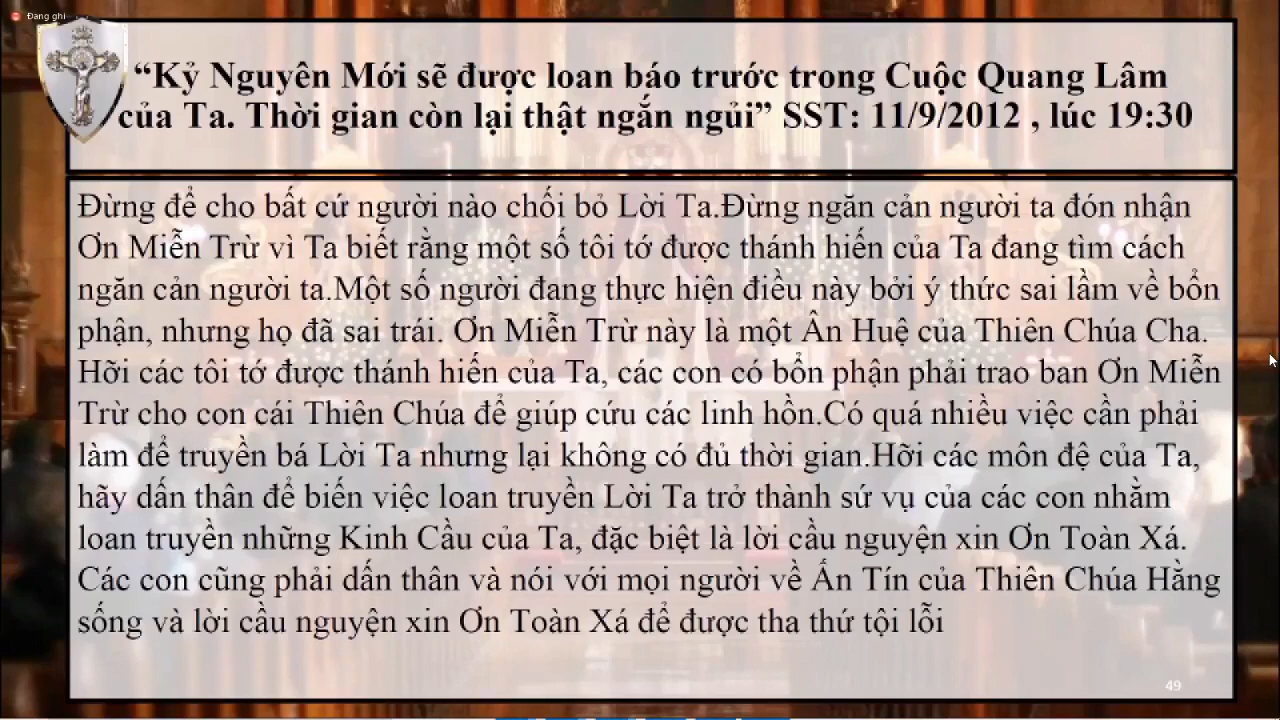 Đang ghi
“Kỷ Nguyên Mới sẽ được loan báo trước trong Cuộc Quang Lâm
của Ta. Thời gian còn lại thật ngắn ngủi” SST: 11/9/2012 , lúc 19:30
Đừng để cho bất cứ người nào chối bỏ Lời Ta.Đừng ngăn cản người ta đón nhận
Ơn Miễn Trừ vì Ta biết rằng một số tôi tớ được thánh hiến của Ta đang tìm cách
ngăn cản người ta.Một số người đang thực hiện điều này bởi ý thức sai lầm về bổn
phận, nhưng họ đã sai trái. Ơn Miễn Trừ này là một Ân Huệ của Thiên Chúa Cha.
Hỡi các tôi tớ được thánh hiến của Ta, các con có bổn phận phải trao ban Ơn Miễn
Trừ cho con cái Thiên Chúa để giúp cứu các linh hồn.Có quá nhiều việc cần phải
làm để truyền bá Lời Ta nhưng lại không có đủ thời gian.Hỡi các môn đệ của Ta,
hãy dấn thân để biến việc loan truyền Lời Ta trở thành sứ vụ của các con nhằm
loan truyền những Kinh Cầu của Ta, đặc biệt là lời cầu nguyện xin Ơn Toàn Xá.
Các con cũng phải dấn thân và nói với mọi người về Ấn Tín của Thiên Chúa Hằng
sống và lời cầu nguyện xin Ơn Toàn Xá để được tha thứ tội lỗi
49